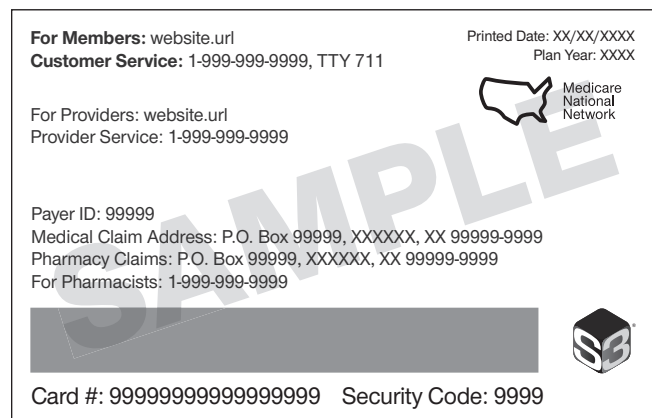 For Members: website.url
Customer Service: 1-999-999-9999, TTY 711
Printed Date: XX/XX/XXXX
Plan Year: XXXX
Medicare
National
Network
For Providers: website.url
Provider Service: 1-999-999-9999
SAMPLE
Payer ID: 99999
Medical Claim Address: P.O. Box 99999, XXXXXX, XX 99999-9999
Pharmacy Claims: P.O. Box 99999, XXXXXX, XX 99999-9999
For Pharmacists: 1-999-999-9999
S3
Card #: 99999999999999999 Security Code: 9999